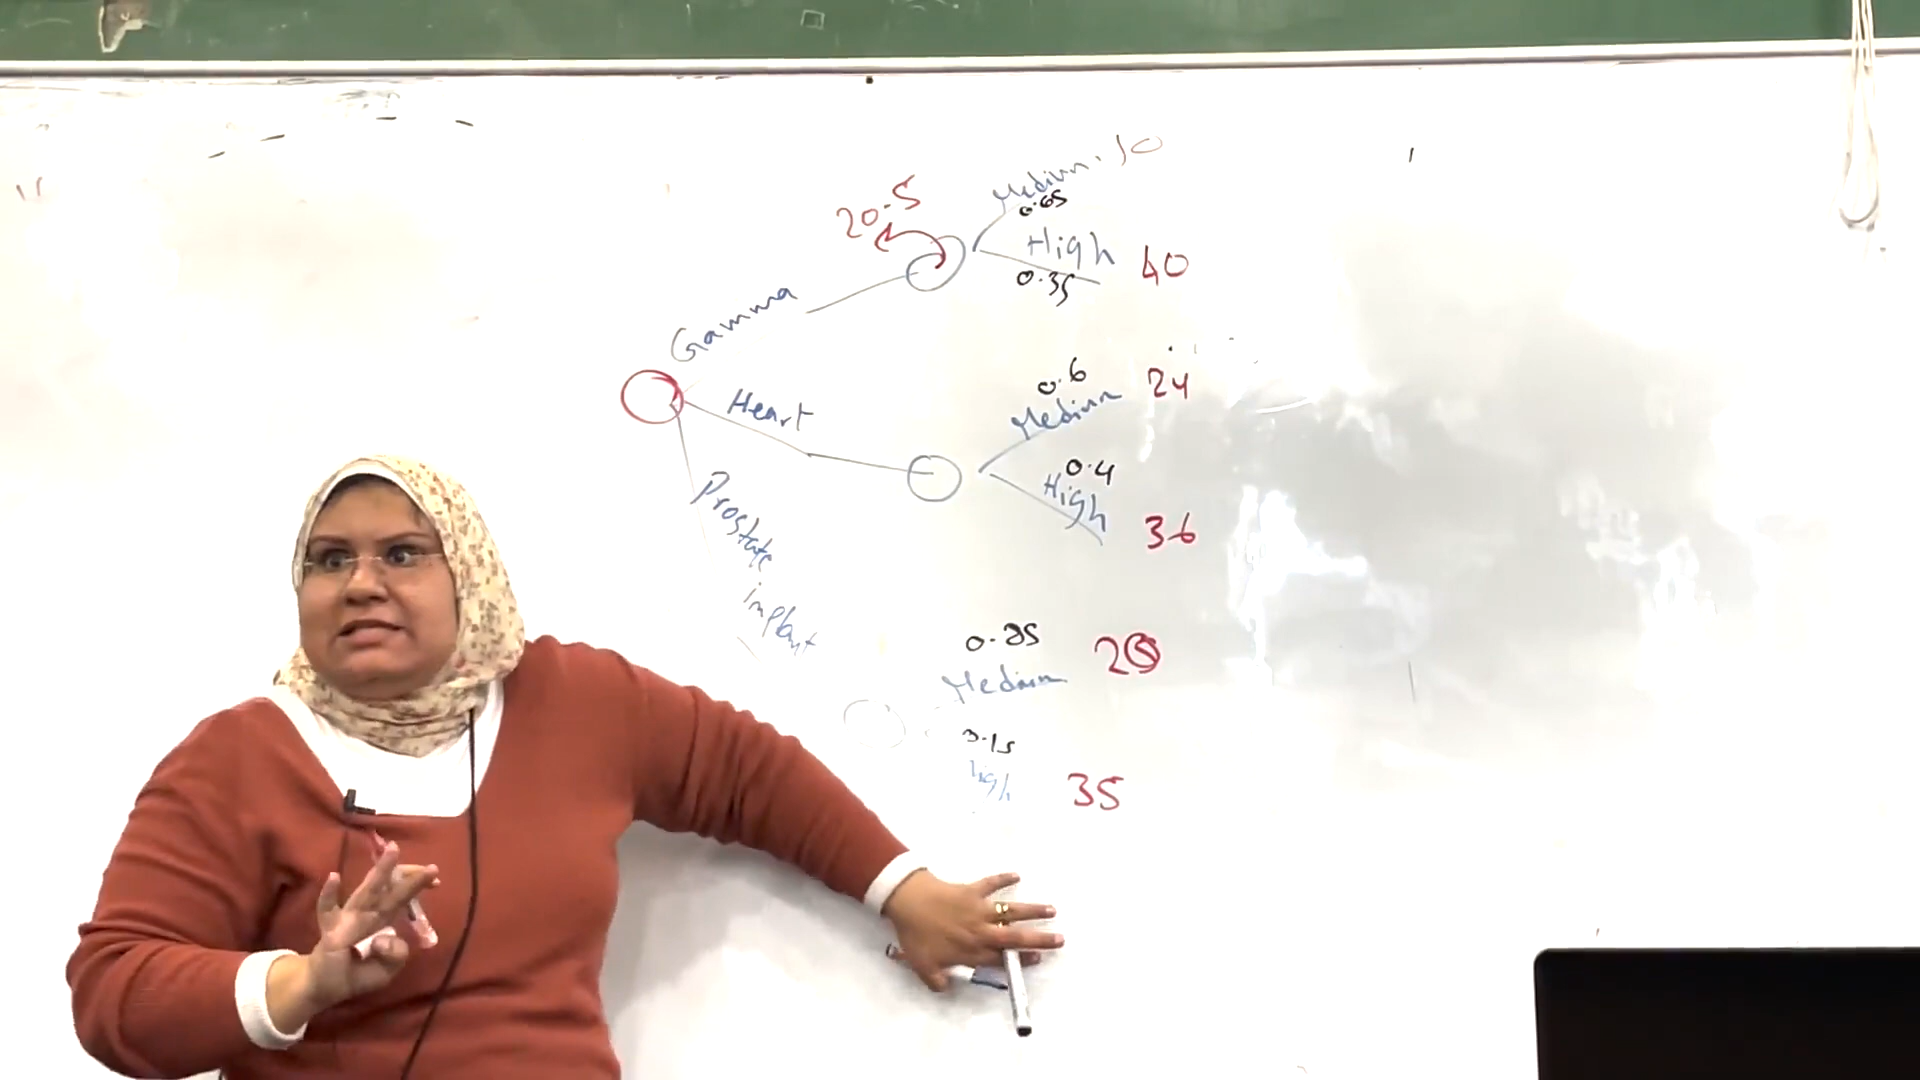 Medium 10
0.65
20.5
High 40
0.35
Gamma
0.6
Medium 24
Heart
0.4
High
36
Prostate
implant
0.85
Medium
0.15
High 35